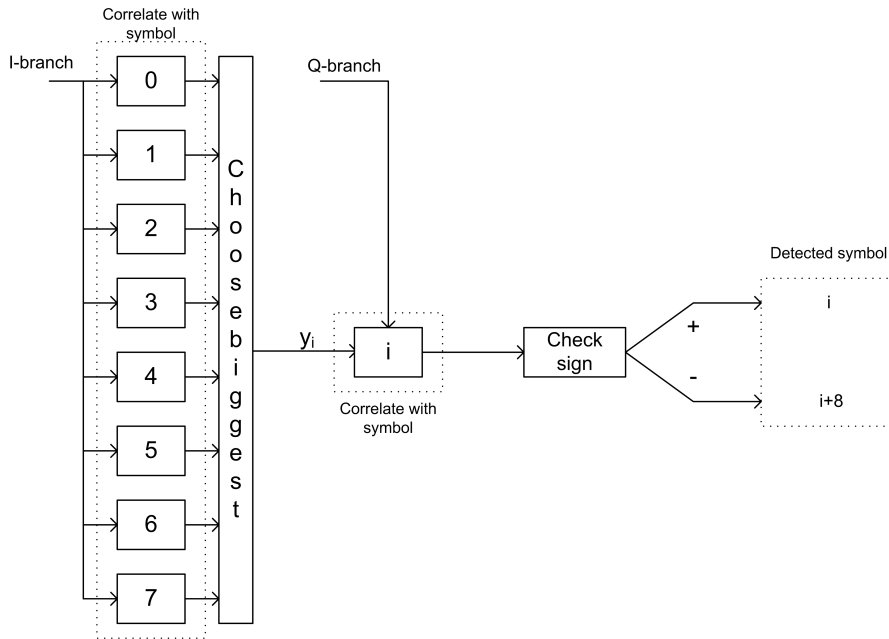 Correlate with
symbol
I-branch
0
1
2
3
4
5
6
7
Choose biggest
Q-branch
yi
i
Correlate with
symbol
Check
sign
+
-
Detected symbol
i
i+8